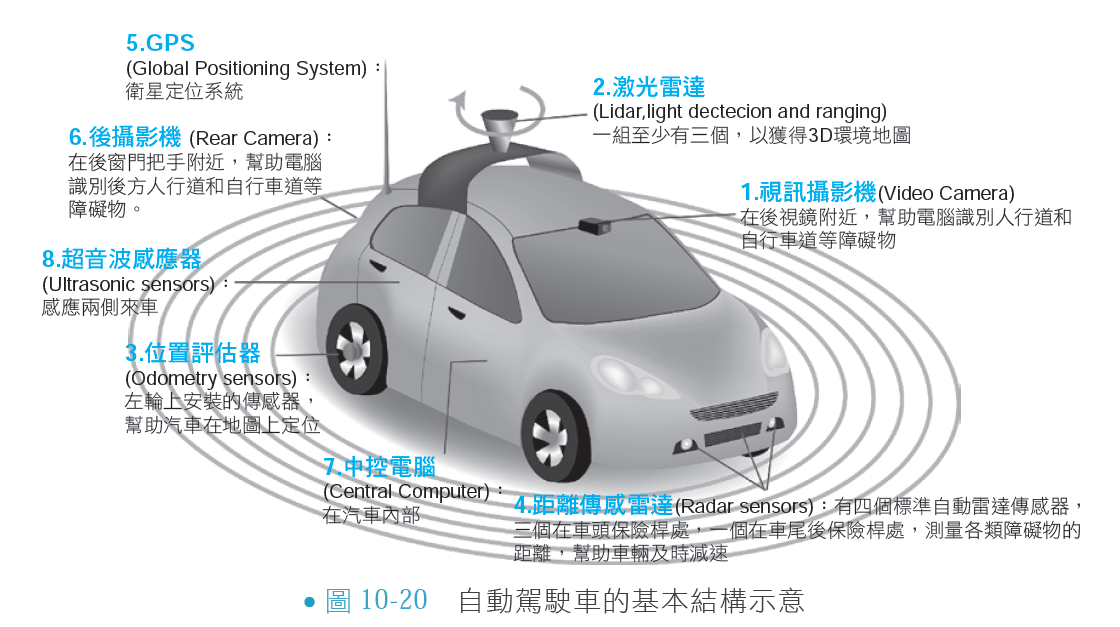 5.GPS
(Global Positioning System)：
衛星定位系統
2.激光雷達
(Lidar,light dectecion and ranging)
一組至少有三個，以獲得3D環境地圖
6.後攝影機 (Rear Camera)：
在後窗門把手附近，幫助電腦
識別後方人行道和自行車道等
障礙物。
1.視訊攝影機(Video Camera)
在後視鏡附近，幫助電腦識別人行道和
自行車道等障礙物
8.超音波感應器
(Ultrasonic sensors)：
感應兩側來車
3.位置評估器
(Odometry sensors)：
左輪上安裝的傳感器，
幫助汽車在地圖上定位
7.中控電腦
(Central Computer)：
在汽車內部
4.距離傳感雷達(Radar sensors)：有四個標準自動雷達傳感器，
三個在車頭保險桿處，一個在車尾後保險桿處，測量各類障礙物的
距離，幫助車輛及時減速
• 圖 10-20 自動駕駛車的基本結構示意